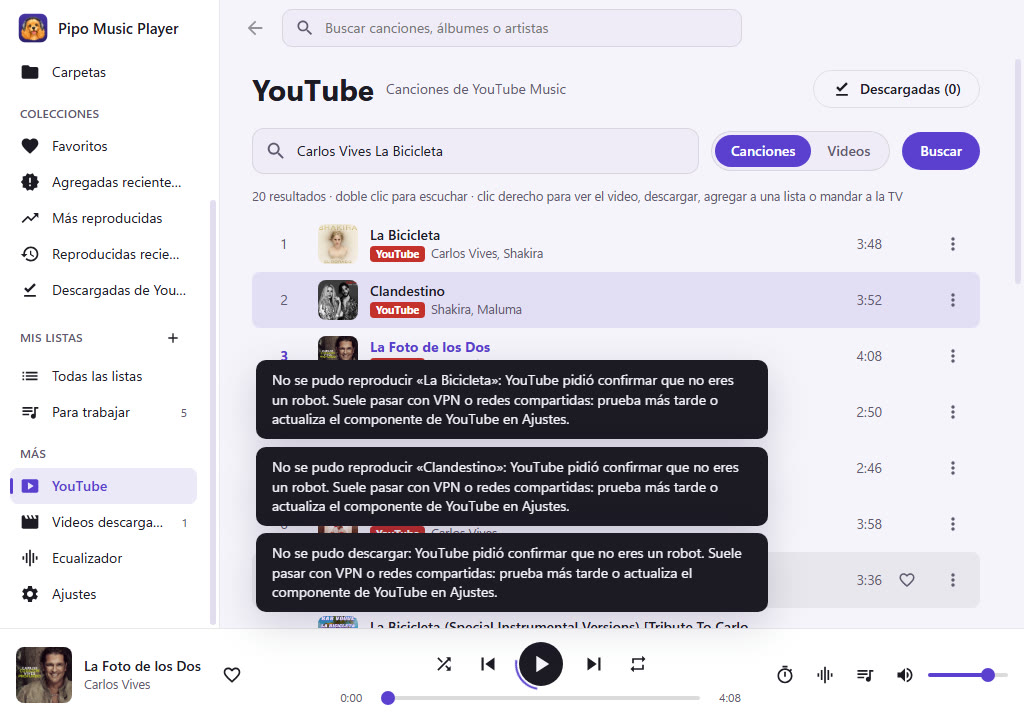 Pipo Music Player
Buscar canciones, álbumes o artistas
Carpetas
COLECCIONES
Favoritos
Agregadas reciente...
Más reproducidas
Reproducidas recie...
Descargadas de You...
MIS LISTAS
Todas las listas
Para trabajar 5
MÁS
YouTube
Videos descarga... 1
Ecualizador
Ajustes
YouTube Canciones de YouTube Music
Descargadas (0)
Carlos Vives La Bicicleta
Canciones Videos Buscar
20 resultados · doble clic para escuchar · clic derecho para ver el video, descargar, agregar a una lista o mandar a la TV
1 La Bicicleta 3:48
YouTube Carlos Vives, Shakira
2 Clandestino 3:52
YouTube Shakira, Maluma
3 La Foto de los Dos 4:08
No se pudo reproducir «La Bicicleta»: YouTube pidió confirmar que no eres
un robot. Suele pasar con VPN o redes compartidas: prueba más tarde o
actualiza el componente de YouTube en Ajustes.
2:50
No se pudo reproducir «Clandestino»: YouTube pidió confirmar que no eres
un robot. Suele pasar con VPN o redes compartidas: prueba más tarde o
actualiza el componente de YouTube en Ajustes.
2:46
3:58
YouTube Carlos Vives
No se pudo descargar: YouTube pidió confirmar que no eres un robot. Suele
pasar con VPN o redes compartidas: prueba más tarde o actualiza el
componente de YouTube en Ajustes.
3:36
La Bicicleta (Special Instrumental Versions) [Tribute To Carlo
La Foto de los Dos
Carlos Vives
0:00 4:08